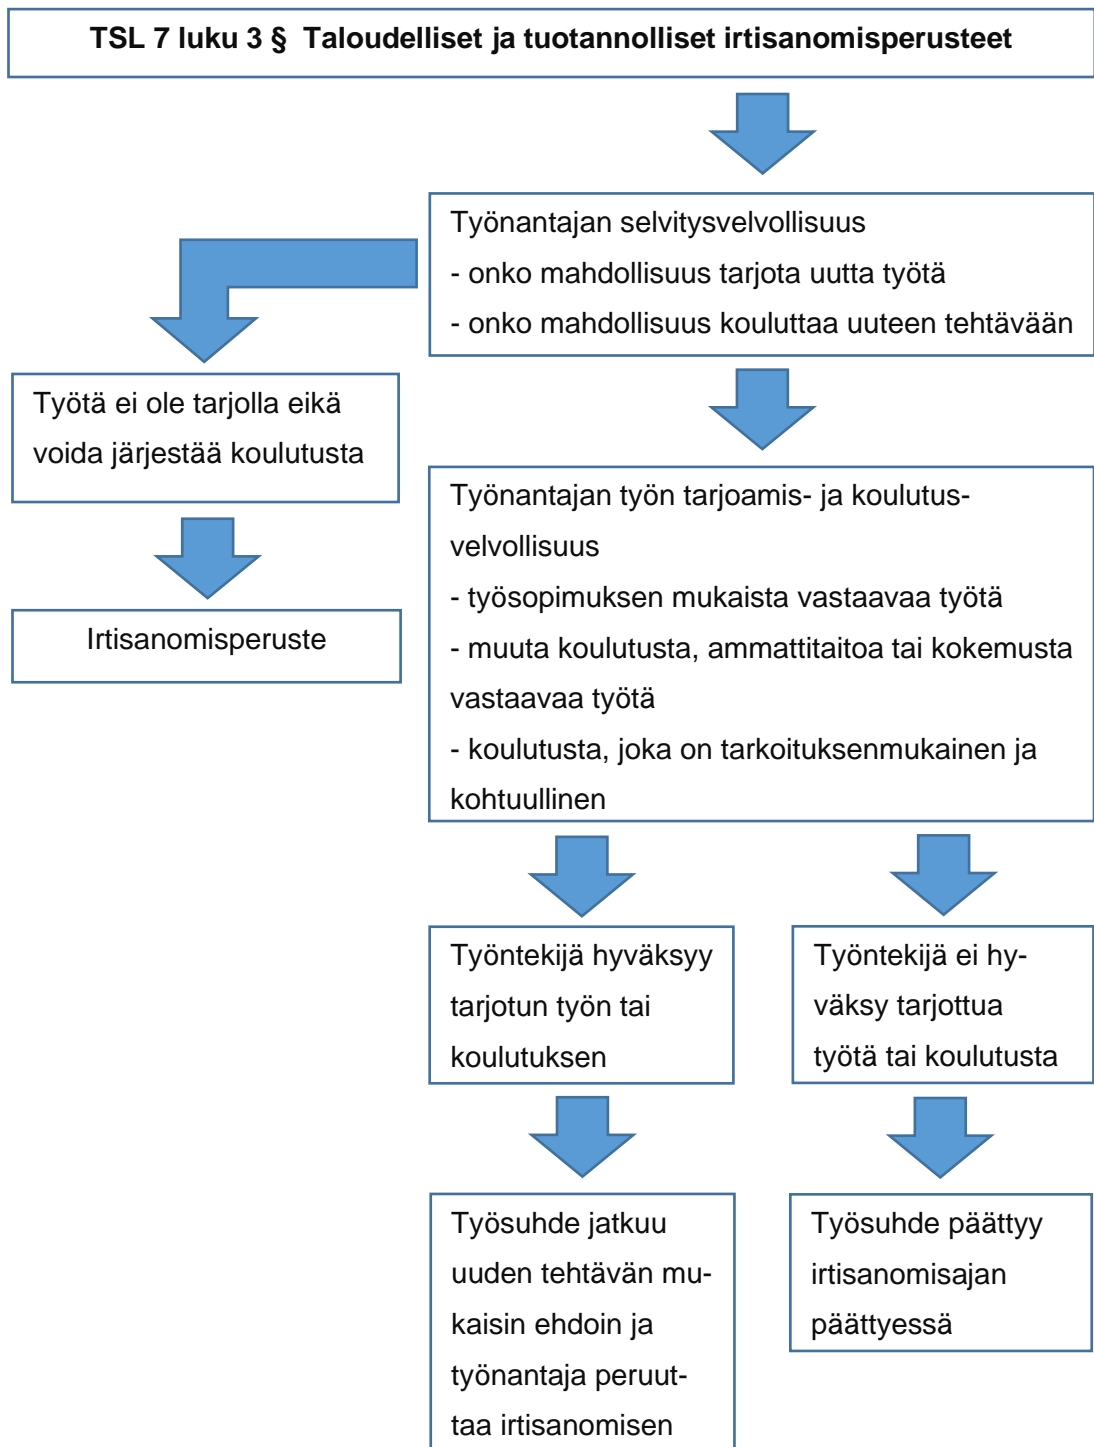 TSL 7 luku 3 §  Taloudelliset ja tuotannolliset irtisanomisperusteet
Työnantajan selvitysvelvollisuus
- onko mahdollisuus tarjota uutta työtä
- onko mahdollisuus kouluttaa uuteen tehtävään
Työtä ei ole tarjolla eikä
voida järjestää koulutusta
Irtisanomisperuste
Työnantajan työn tarjoamis- ja koulutus-
velvollisuus
- työsopimuksen mukaista vastaavaa työtä
- muuta koulutusta, ammattitaitoa tai kokemusta
vastaavaa työtä
- koulutusta, joka on tarkoituksenmukainen ja
kohtuullinen
Työntekijä hyväksyy
tarjotun työn tai
koulutuksen
Työntekijä ei hy-
väksy tarjottua
työtä tai koulutusta
Työsuhde jatkuu
uuden tehtävän mu-
kaisin ehdoin ja
työnantaja peruut-
taa irtisanomisen
Työsuhde päättyy
irtisanomisajan
päättyessä